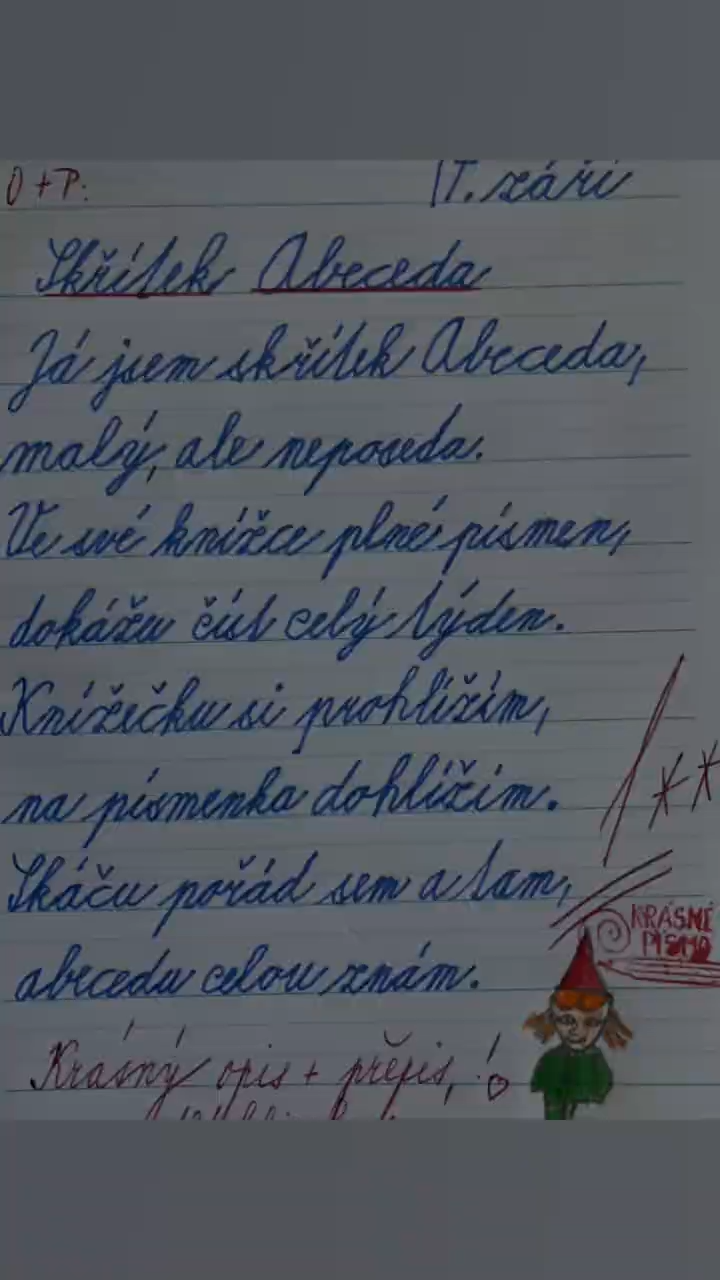 O + P: 17. září
Skřítek Abeceda
Já jsem skřítek Abeceda,
malý, ale neposeda.
Ve své knížce plné písmen,
dokážu číst celý týden.
Knížečku si prohlížím,
na písmenka dohlížím.
Skáču pořád sem a tam,
abecedu celou znám.
KRÁSNÉ
PÍSMO
Krásný opis + přepis, !